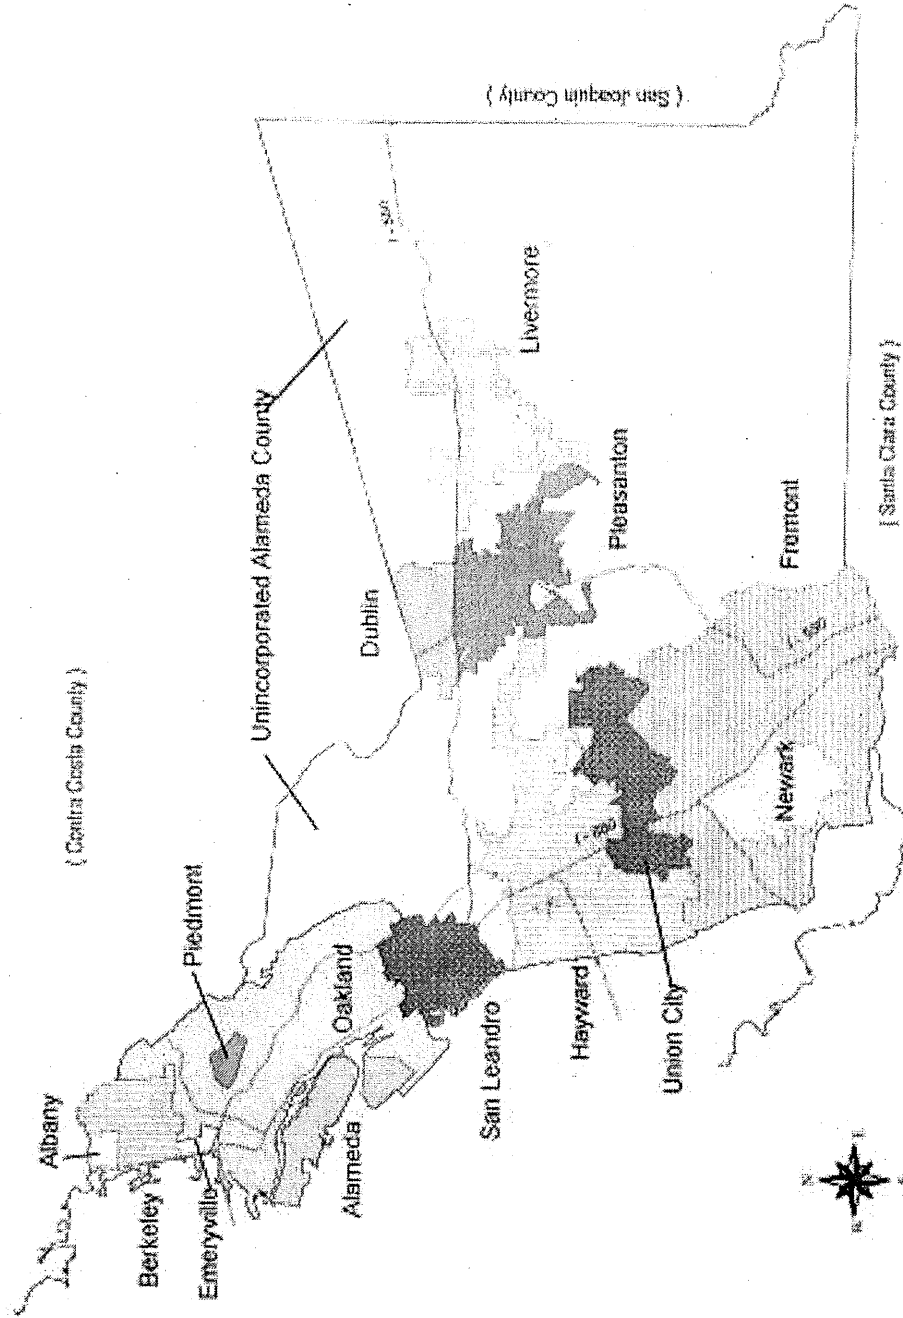 Albany
Berkeley
Emeryville
Piedmont
( Contra Costa County )
Oakland
Alameda
Unincorporated Alameda County
San Leandro
Dublin
Hayward
I - 580
Livermore
( San Joaquin County )
Pleasanton
Union City
I - 880
Newark
Fremont
I - 680
( Santa Clara County )
N
E